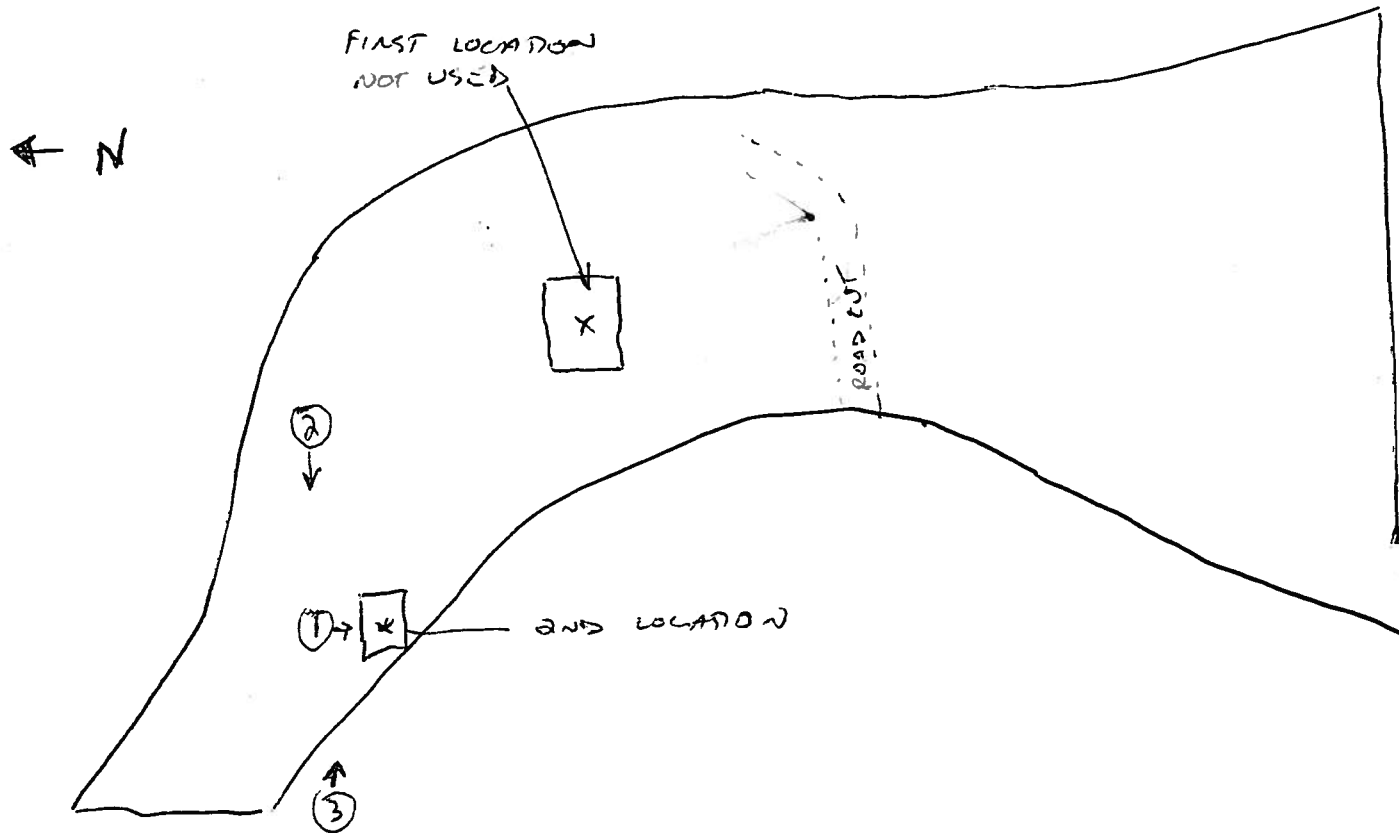 FIRST LOCATION
NOT USED
N
X
ROAD CUT
2
1
X
2ND LOCATION
3